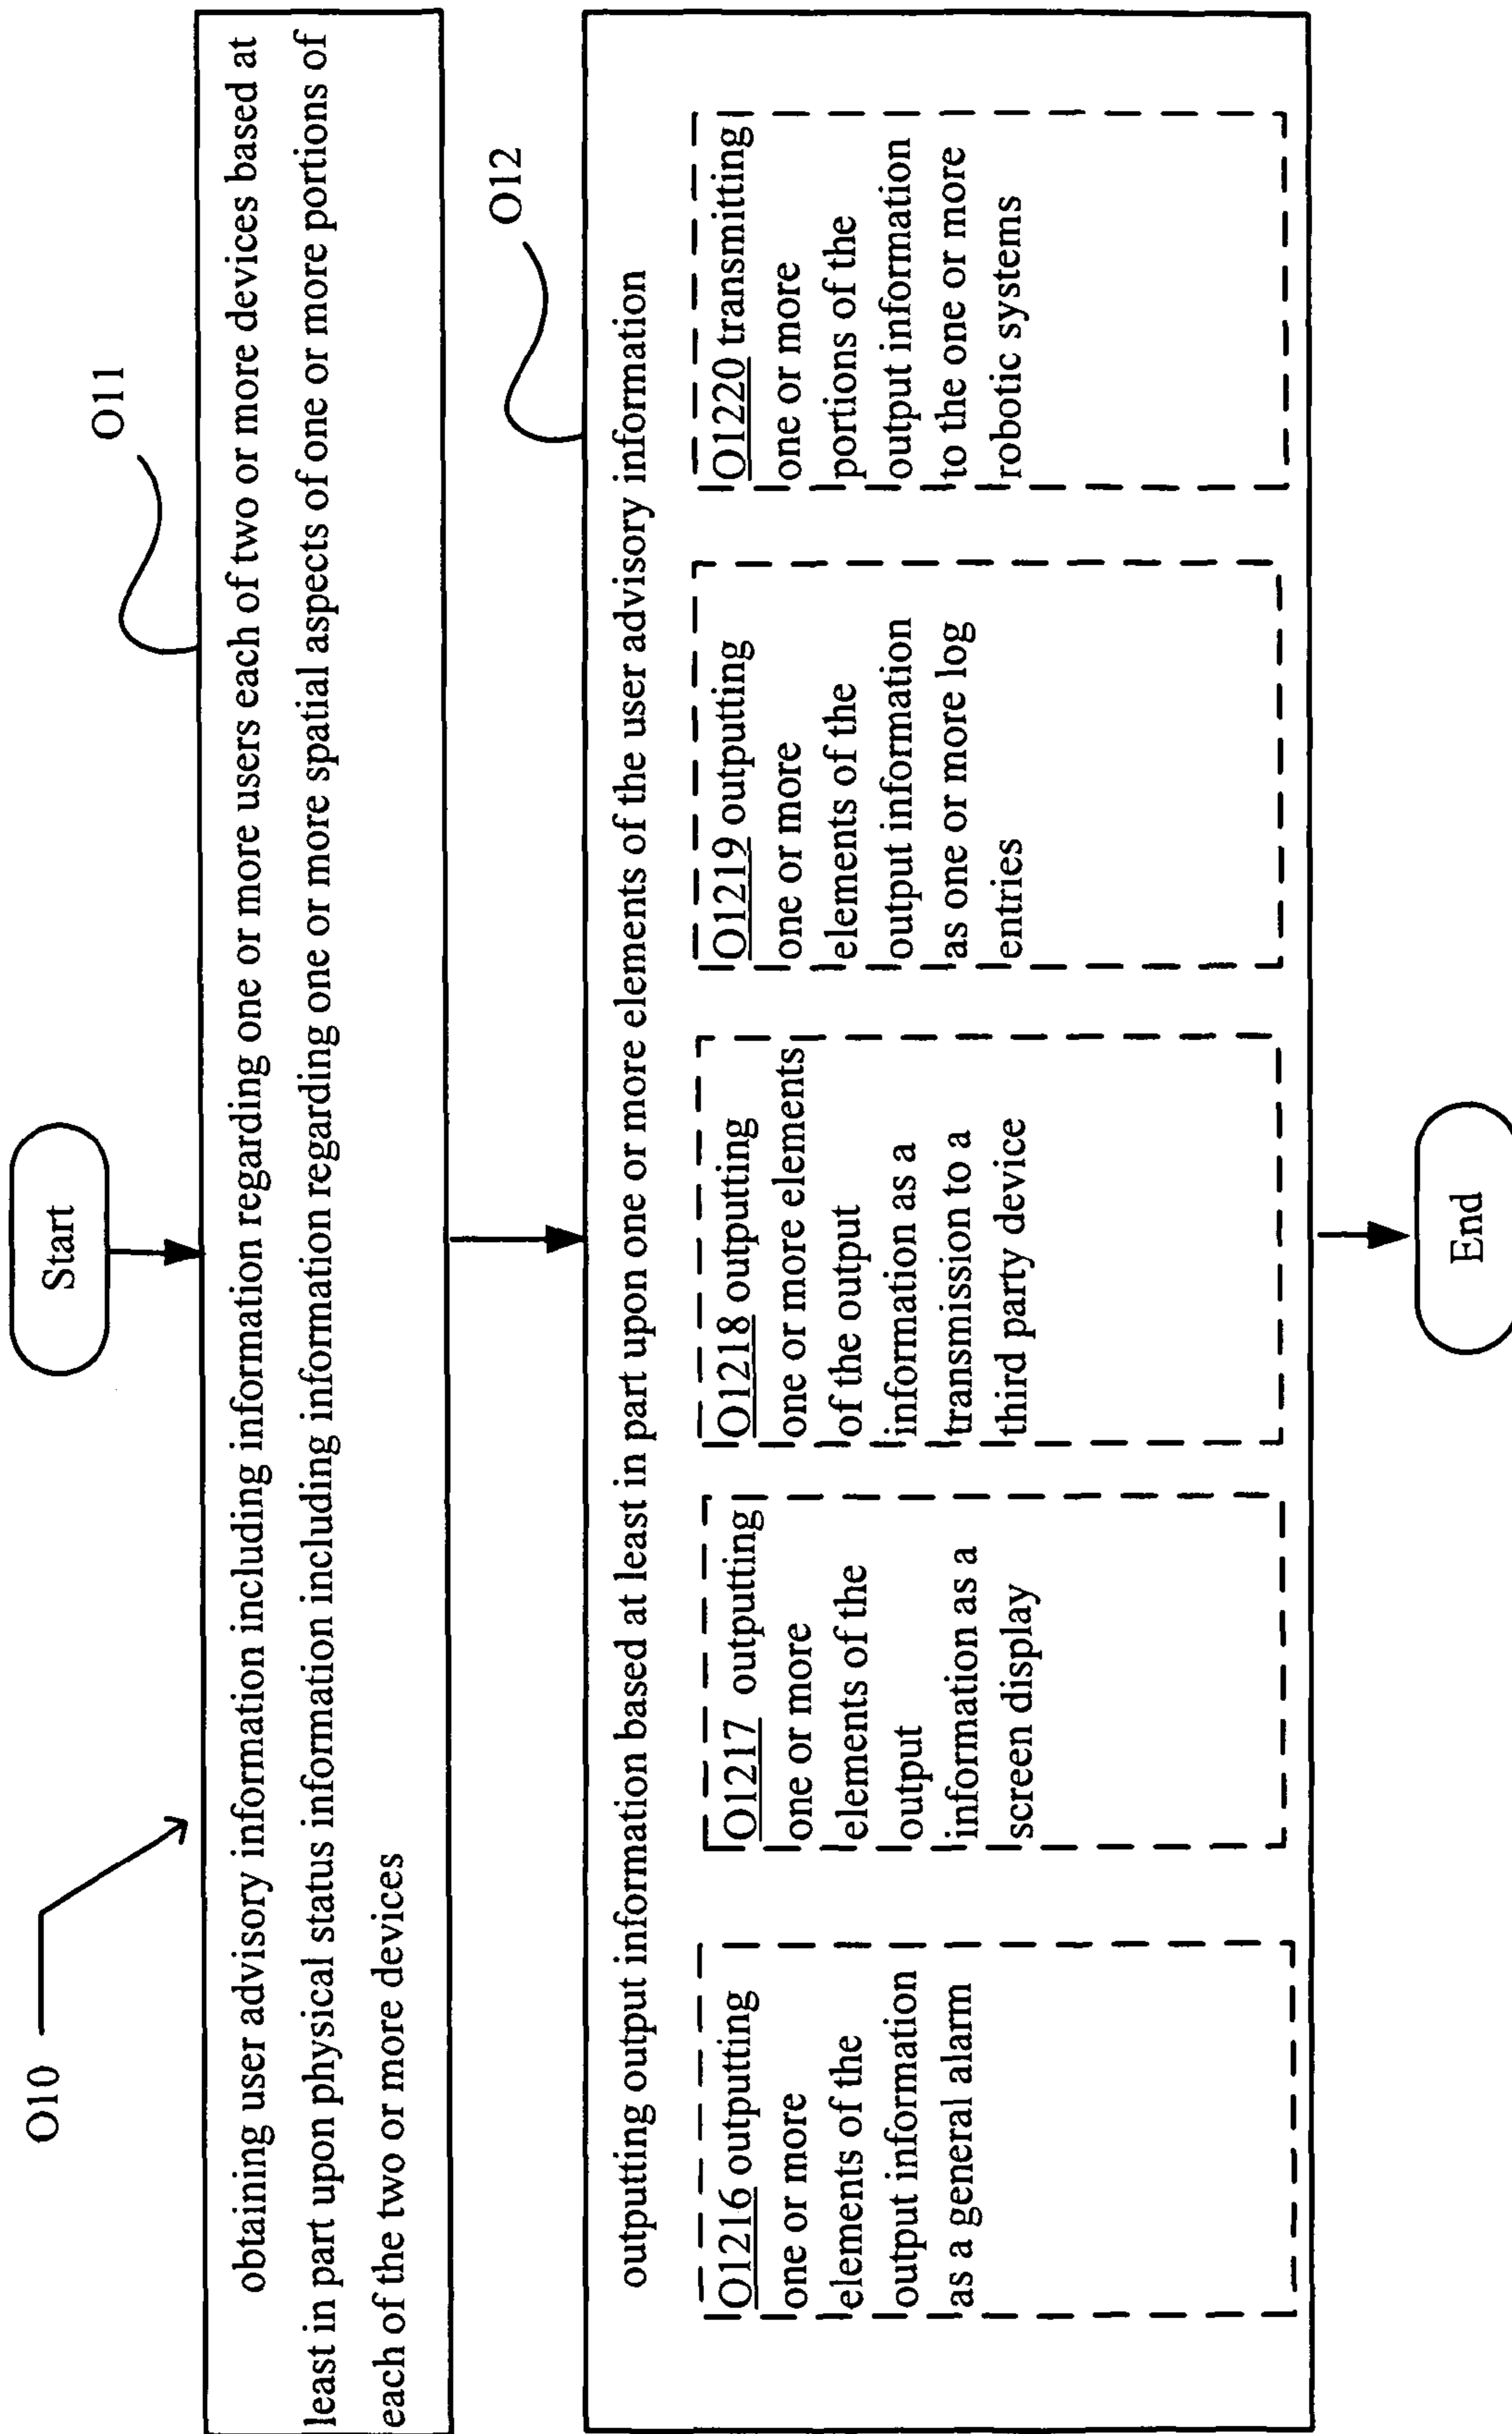 Start
O10
O11
obtaining user advisory information including information regarding one or more users each of two or more devices based at
least in part upon physical status information including information regarding one or more spatial aspects of one or more portions of
each of the two or more devices
O12
outputting output information based at least in part upon one or more elements of the user advisory information
O1216 outputting
one or more
elements of the
output information
as a general alarm
O1217 outputting
one or more
elements of the
output
information as a
screen display
O1218 outputting
one or more elements
of the output
information as a
transmission to a
third party device
O1219 outputting
one or more
elements of the
output information
as one or more log
entries
O1220 transmitting
one or more
portions of the
output information
to the one or more
robotic systems
End